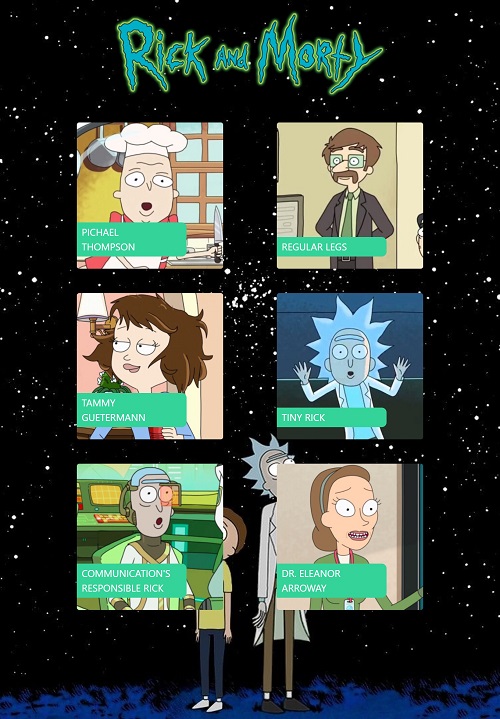 Rick and Morty
PICHAEL
THOMPSON
REGULAR LEGS
TAMMY
GUETERMANN
TINY RICK
COMMUNICATION'S
RESPONSIBLE RICK
DR. ELEANOR
ARROWAY